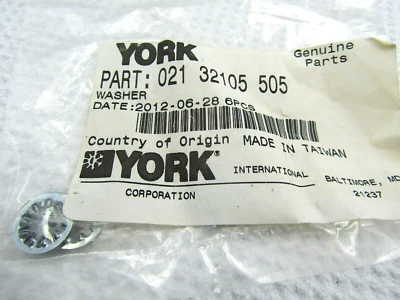 YORK
Genuine
Parts
PART: 021 32105 505
WASHER
DATE:2012-06-28 6PCS
Country of Origin MADE IN TAIWAN
YORK®
INTERNATIONAL
CORPORATION
BALTIMORE, MD
21237